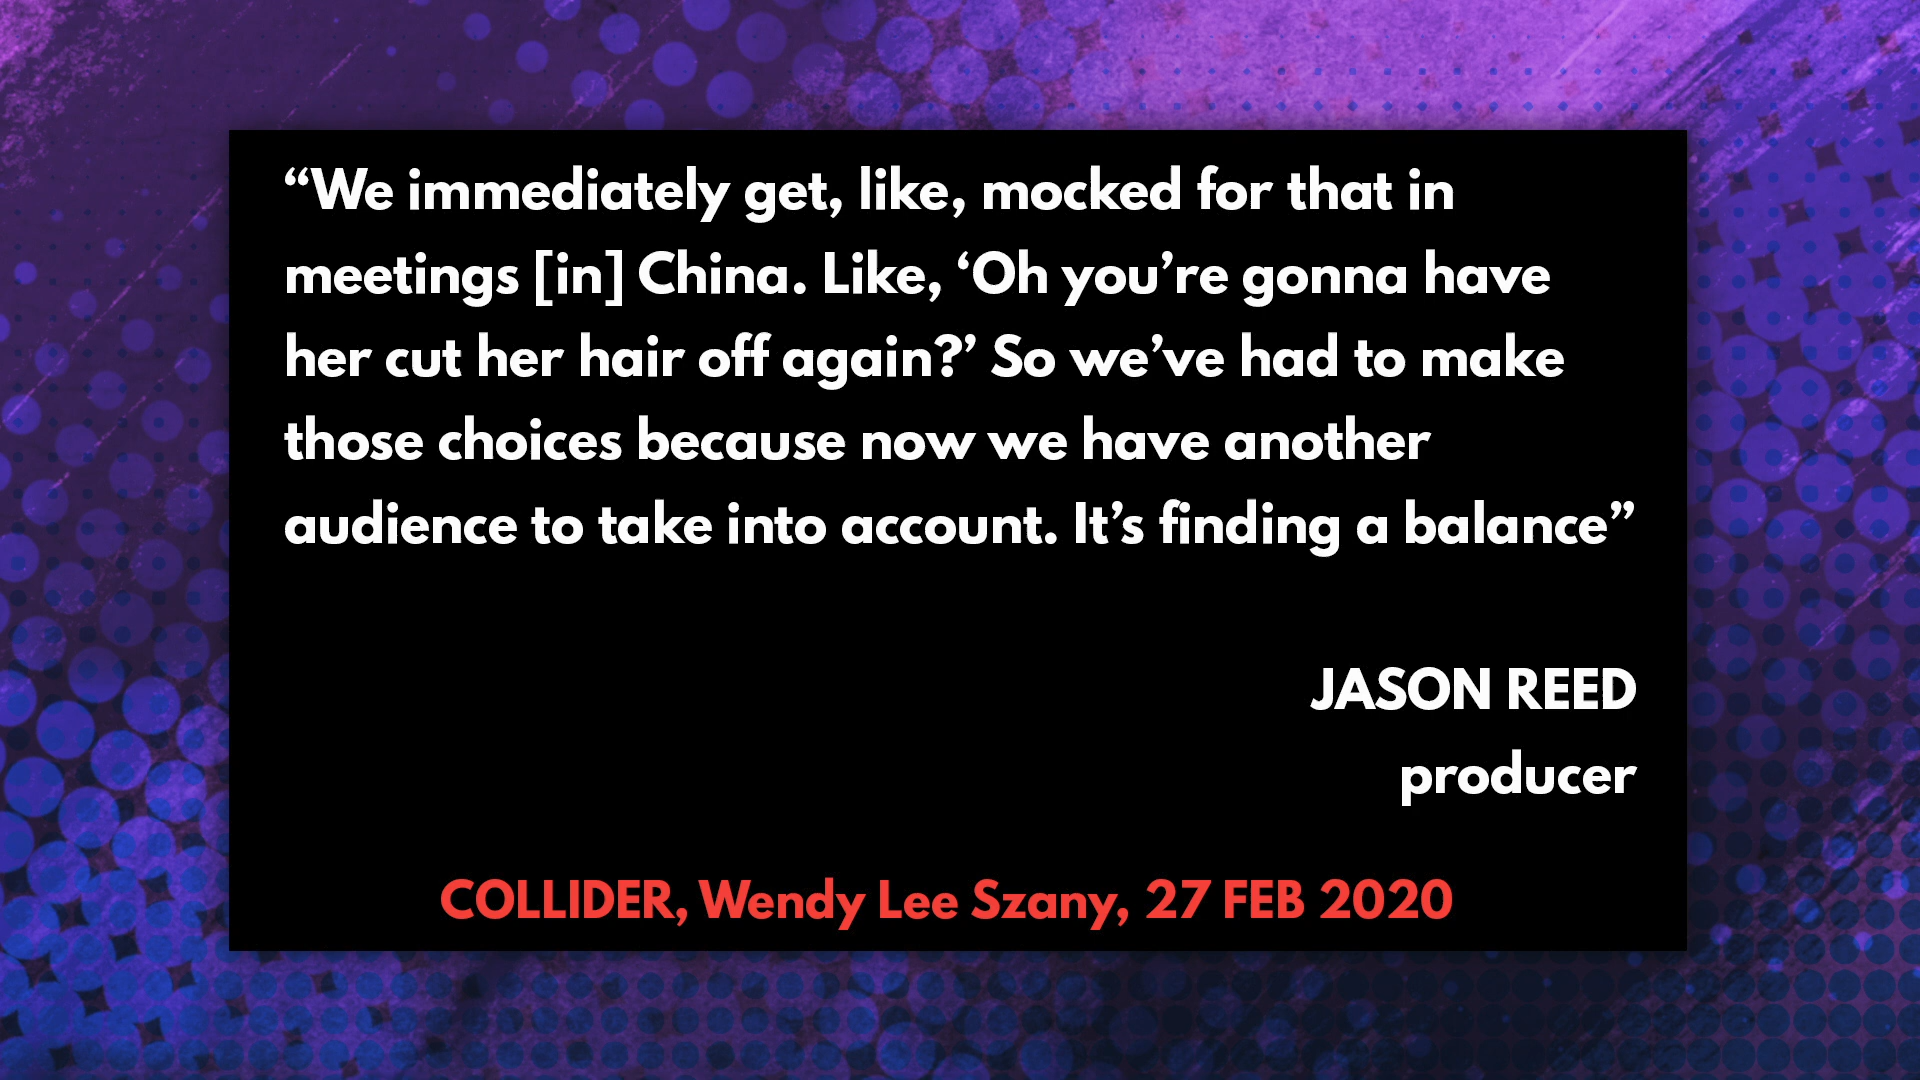 “We immediately get, like, mocked for that in
meetings [in] China. Like, ‘Oh you’re gonna have
her cut her hair off again?’ So we’ve had to make
those choices because now we have another
audience to take into account. It’s finding a balance”
JASON REED
producer
COLLIDER, Wendy Lee Szany, 27 FEB 2020